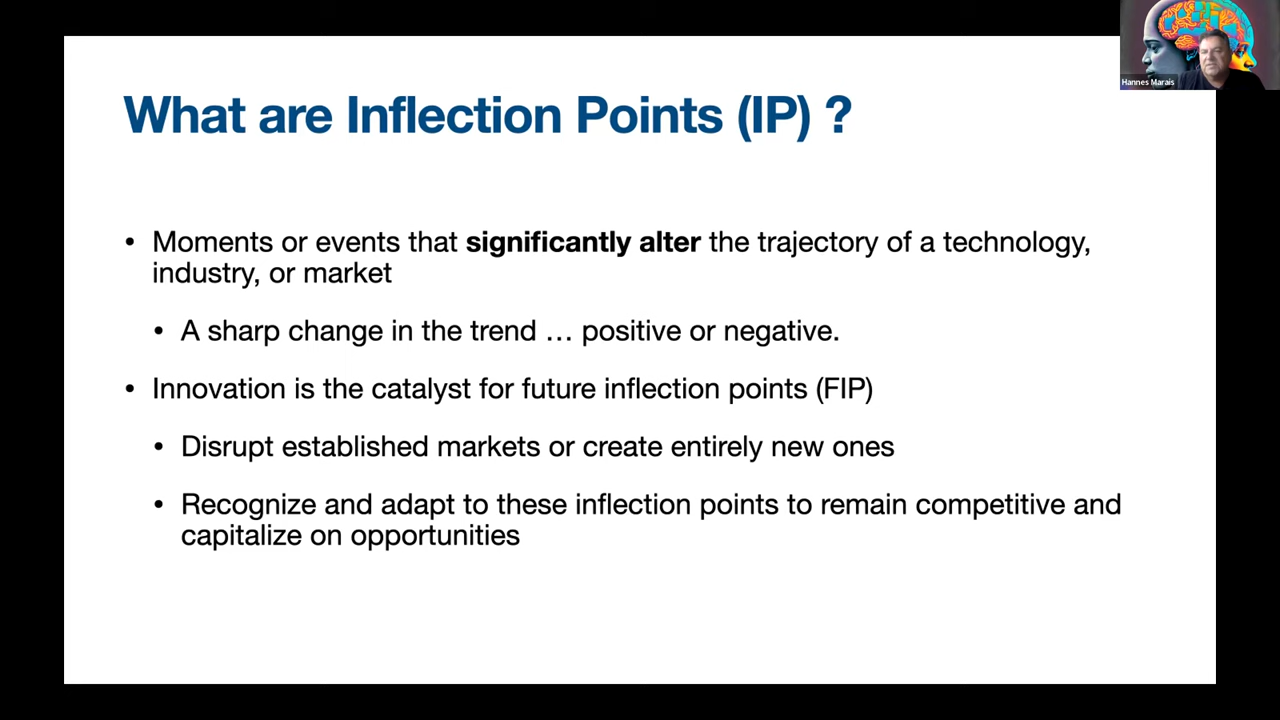 What are Inflection Points (IP) ?
• Moments or events that significantly alter the trajectory of a technology,
industry, or market
• A sharp change in the trend … positive or negative.
• Innovation is the catalyst for future inflection points (FIP)
• Disrupt established markets or create entirely new ones
• Recognize and adapt to these inflection points to remain competitive and
capitalize on opportunities
Hannes Marais